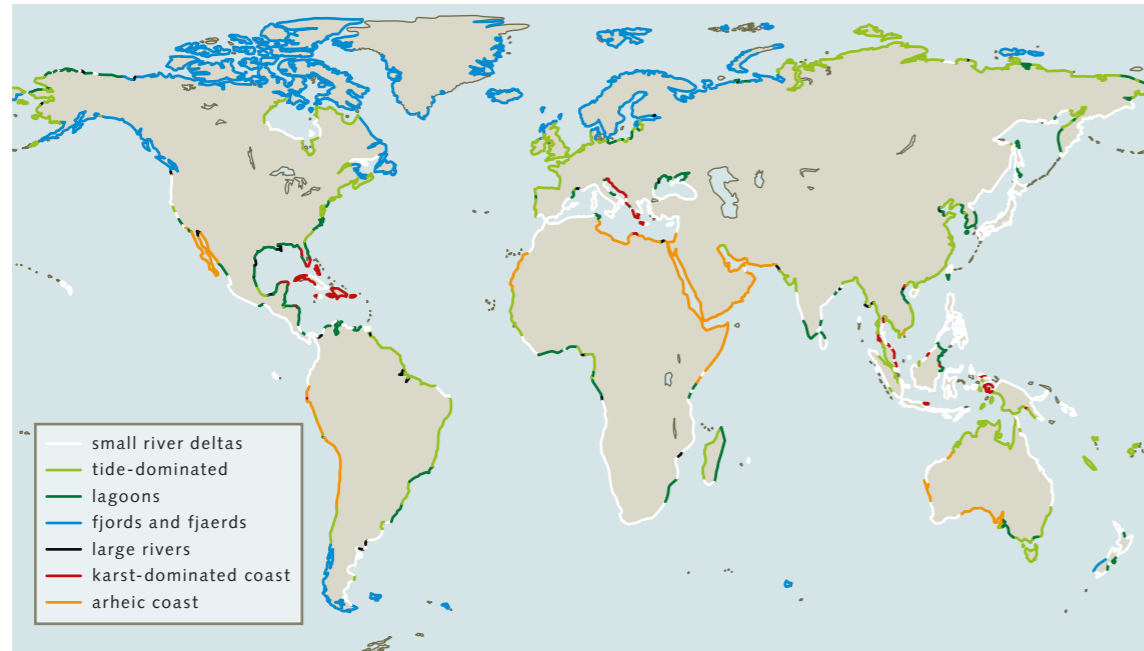 small river deltas
tide-dominated
lagoons
fjords and fjaerds
large rivers
karst-dominated coast
arheic coast